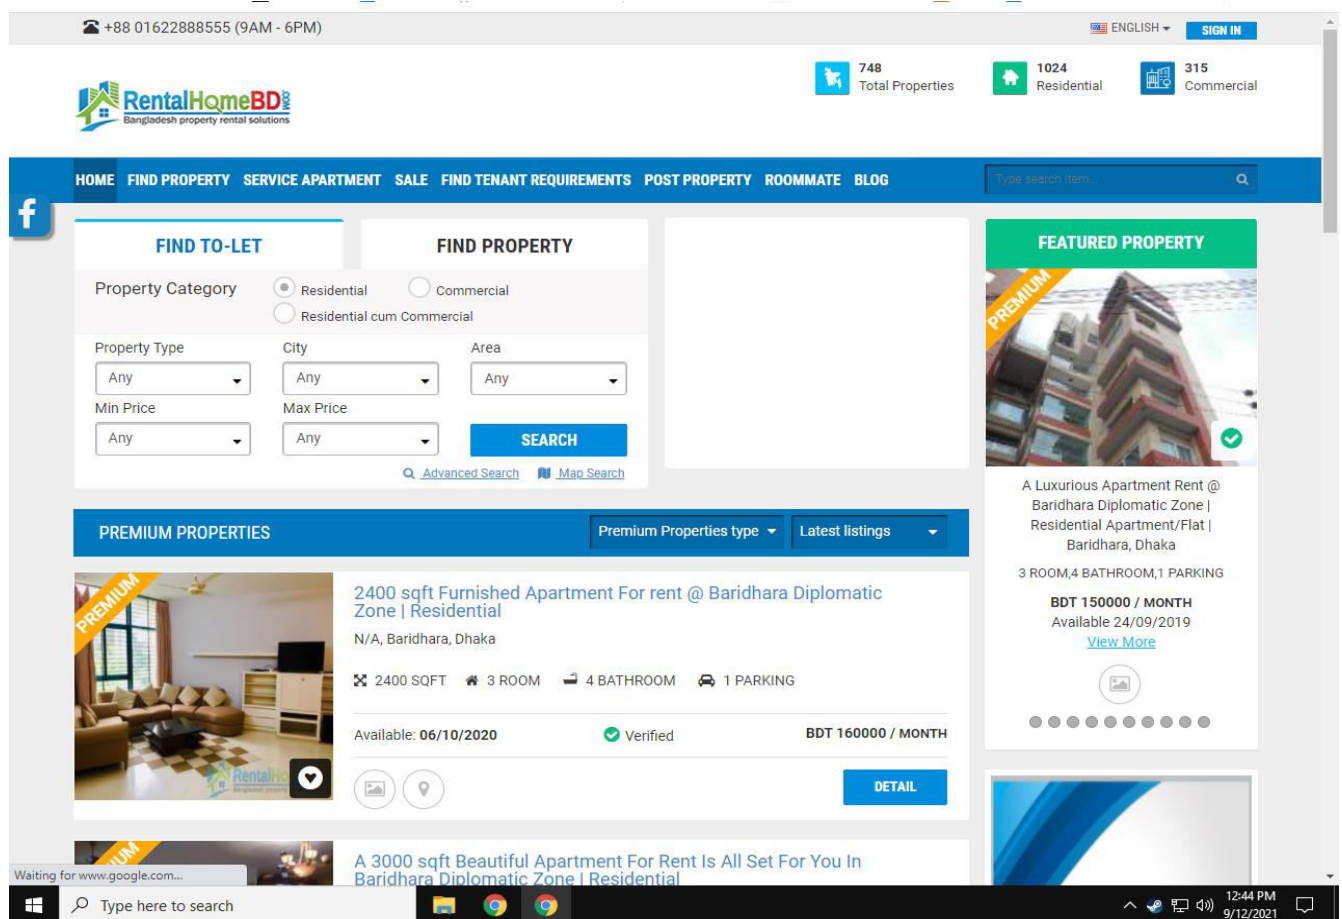 +88 01622888555 (9AM - 6PM)
ENGLISH
SIGN IN
RentalHomeBD
Bangladesh property rental solutions
748
Total Properties
1024
Residential
315
Commercial
HOME FIND PROPERTY SERVICE APARTMENT SALE FIND TENANT REQUIREMENTS POST PROPERTY ROOMMATE BLOG
Type search item...
FIND TO-LET
FIND PROPERTY
Property Category
Residential
Commercial
Residential cum Commercial
Property Type
City
Area
Any
Any
Any
Min Price
Max Price
Any
Any
SEARCH
Advanced Search
Map Search
FEATURED PROPERTY
PREMIUM
A Luxurious Apartment Rent @
Baridhara Diplomatic Zone |
Residential Apartment/Flat |
Baridhara, Dhaka
3 ROOM,4 BATHROOM,1 PARKING
BDT 150000 / MONTH
Available 24/09/2019
View More
PREMIUM PROPERTIES
Premium Properties type
Latest listings
PREMIUM
2400 sqft Furnished Apartment For rent @ Baridhara Diplomatic
Zone | Residential
N/A, Baridhara, Dhaka
2400 SQFT 3 ROOM 4 BATHROOM 1 PARKING
Available: 06/10/2020
Verified
BDT 160000 / MONTH
DETAIL
A 3000 sqft Beautiful Apartment For Rent Is All Set For You In
Baridhara Diplomatic Zone | Residential
Waiting for www.google.com...
Type here to search
12:44 PM
9/12/2021